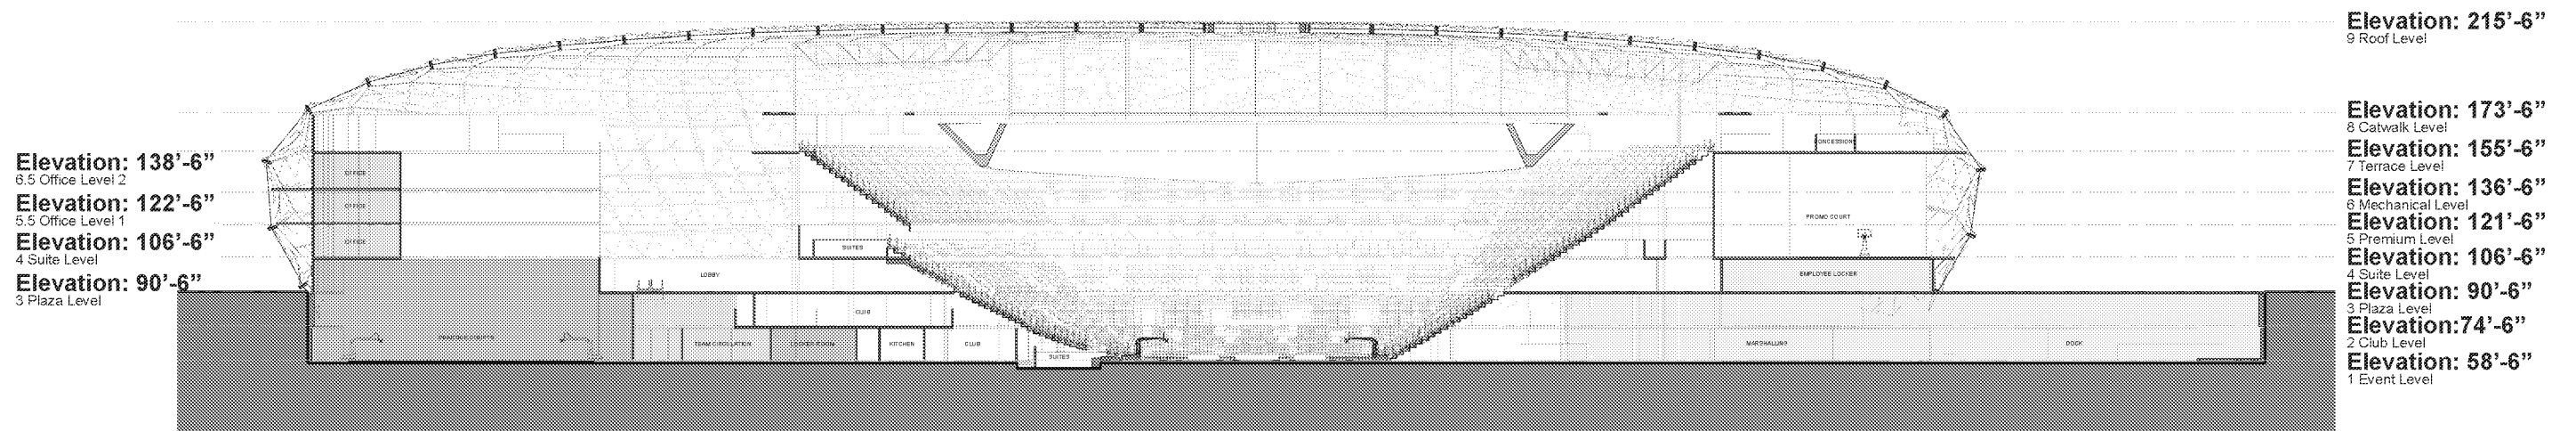 Elevation: 215’-6”
9 Roof Level
Elevation: 173’-6”
8 Catwalk Level
CONCESSION
Elevation: 138’-6”
6.5 Office Level 2
Elevation: 155’-6”
7 Terrace Level
OFFICE
Elevation: 122’-6”
5.5 Office Level 1
OFFICE
Elevation: 136’-6”
6 Mechanical Level
PROMO COURT
Elevation: 121’-6”
5 Premium Level
Elevation: 106’-6”
4 Suite Level
OFFICE
SUITES
Elevation: 106’-6”
4 Suite Level
Elevation: 90’-6”
3 Plaza Level
LOBBY
EMPLOYEE LOCKER
Elevation: 90’-6”
3 Plaza Level
CLUB
Elevation:74’-6”
2 Club Level
PRACTICE COURTS
TEAM CIRCULATION
LOCKER ROOM
KITCHEN
CLUB
SUITES
MARSHALLING
DOCK
Elevation: 58’-6”
1 Event Level